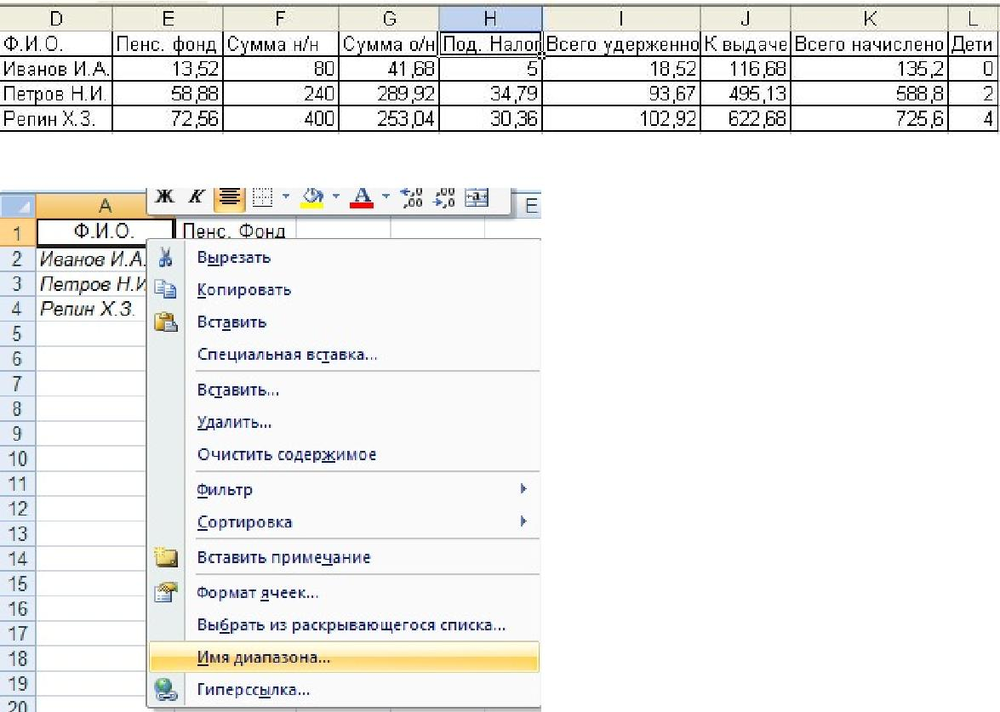 D E F G H I J K L
Ф.И.О. Пенс. фонд Сумма н/н Сумма о/н Под. Налог Всего удержанно К выдаче Всего начислено Дети
Иванов И.А. 13,52 80 41,68 5 18,52 116,68 135,2 0
Петров Н.И. 58,88 240 289,92 34,79 93,67 495,13 588,8 2
Репин Х.З. 72,56 400 253,04 30,36 102,92 622,68 725,6 4
Ж К А
A E
1 Ф.И.О. Пенс. Фонд
2 Иванов И.А.
3 Петров Н.И
4 Репин Х.З.
5
6
7
8
9
10
11
12
13
14
15
16
17
18
19
20
Вырезать
Копировать
Вставить
Специальная вставка...
Вставить...
Удалить...
Очистить содержимое
Фильтр
Сортировка
Вставить примечание
Формат ячеек...
Выбрать из раскрывающегося списка...
Имя диапазона...
Гиперссылка...